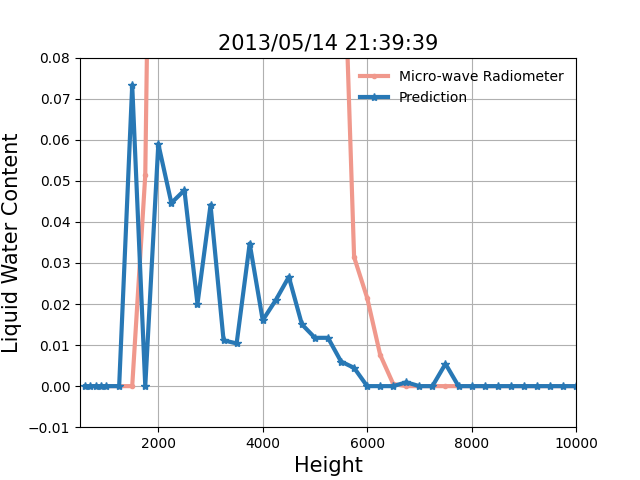 2013/05/14 21:39:39
Micro-wave Radiometer
Prediction
Liquid Water Content
0.08
0.07
0.06
0.05
0.04
0.03
0.02
0.01
0.00
−0.01
2000 4000 6000 8000 10000
Height